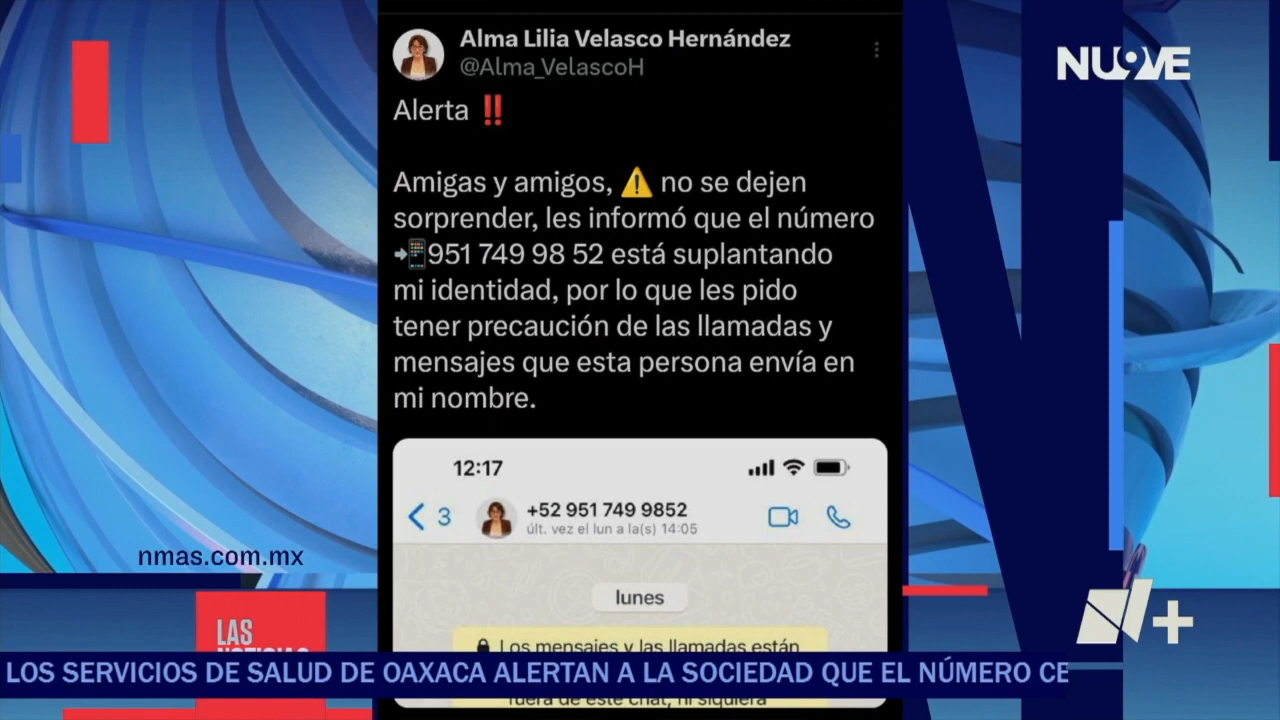 Alma Lilia Velasco Hernández
@Alma_VelascoH
NUEVE
Alerta ‼️
Amigas y amigos, ⚠️ no se dejen
sorprender, les informó que el número
📲951 749 98 52 está suplantando
mi identidad, por lo que les pido
tener precaución de las llamadas y
mensajes que esta persona envía en
mi nombre.
12:17
3
+52 951 749 9852
últ. vez el lun a la(s) 14:05
lunes
nmas.com.mx
N+
LAS
NOTICIAS
Los mensajes y las llamadas están
LOS SERVICIOS DE SALUD DE OAXACA ALERTAN A LA SOCIEDAD QUE EL NÚMERO CE
fuera de este chat, ni siquiera